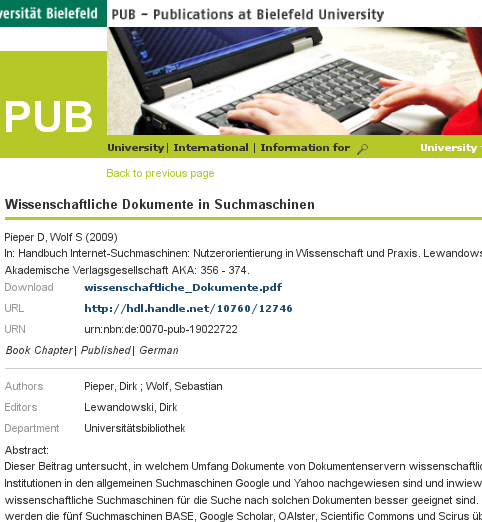 ersität Bielefeld
PUB - Publications at Bielefeld University
PUB
University| International | Information for
University
Back to previous page
Wissenschaftliche Dokumente in Suchmaschinen
Pieper D, Wolf S (2009)
In: Handbuch Internet-Suchmaschinen: Nutzerorientierung in Wissenschaft und Praxis. Lewandows
Akademische Verlagsgesellschaft AKA: 356 - 374.
Download wissenschaftliche_Dokumente.pdf
URL http://hdl.handle.net/10760/12746
URN urn:nbn:de:0070-pub-19022722
Book Chapter| Published | German
Authors Pieper, Dirk ; Wolf, Sebastian
Editors Lewandowski, Dirk
Department Universitätsbibliothek
Abstract:
Dieser Beitrag untersucht, in welchem Umfang Dokumente von Dokumentenservern wissenschaftli
Institutionen in den allgemeinen Suchmaschinen Google und Yahoo nachgewiesen sind und inwiew
wissenschaftliche Suchmaschinen für die Suche nach solchen Dokumenten besser geeignet sind.
werden die fünf Suchmaschinen BASE, Google Scholar, OAIster, Scientific Commons und Scirus üb